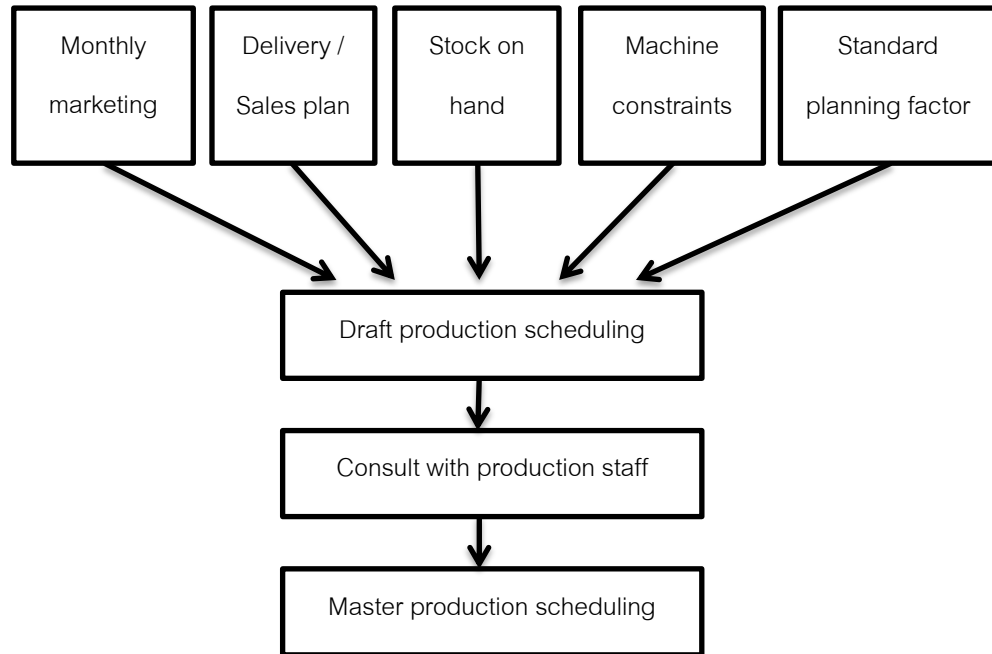 Monthly
marketing
Delivery /
Sales plan
Stock on
hand
Machine
constraints
Standard
planning factor
Draft production scheduling
Consult with production staff
Master production scheduling